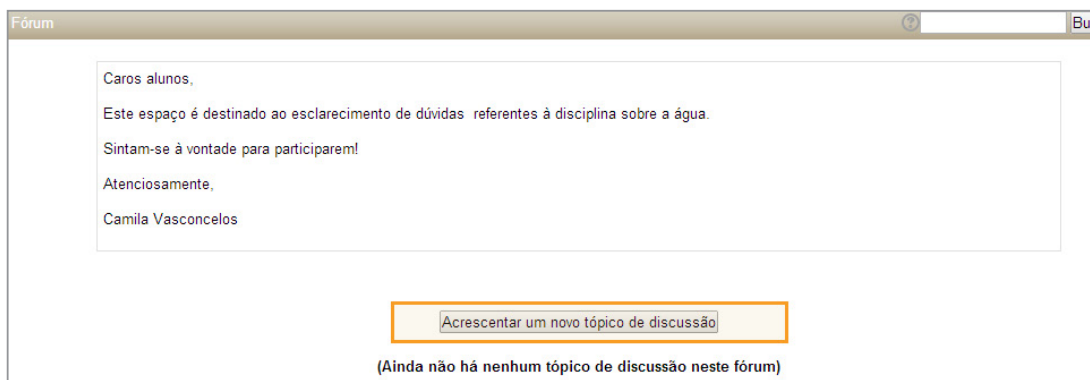 Fórum
Bu
Caros alunos,
Este espaço é destinado ao esclarecimento de dúvidas referentes à disciplina sobre a água.
Sintam-se à vontade para participarem!
Atenciosamente,
Camila Vasconcelos
Acrescentar um novo tópico de discussão
(Ainda não há nenhum tópico de discussão neste fórum)